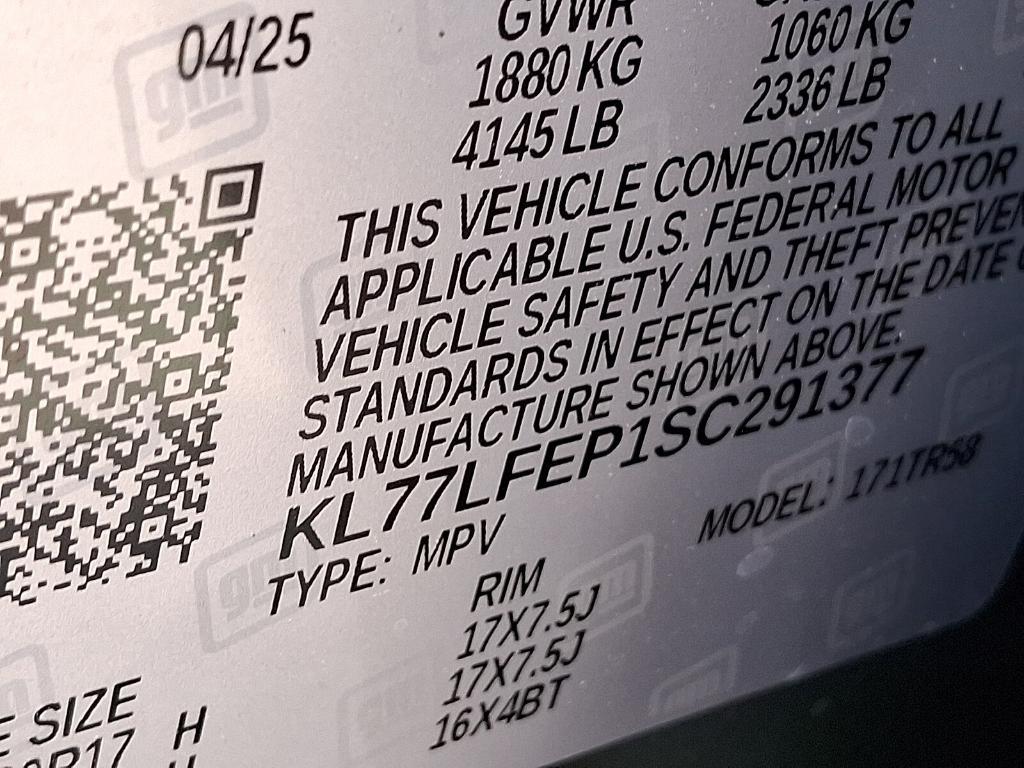 04/25
GVWR
1880 KG
1060 KG
4145 LB
2336 LB
THIS VEHICLE CONFORMS TO ALL
APPLICABLE U.S. FEDERAL MOTOR
VEHICLE SAFETY AND THEFT PREVEN
STANDARDS IN EFFECT ON THE DATE
MANUFACTURE SHOWN ABOVE.
KL77LFEP1SC291377
TYPE: MPV
MODEL: 171TR58
RIM
17X7.5J
17X7.5J
16X4BT
SIZE
R17 H
gm